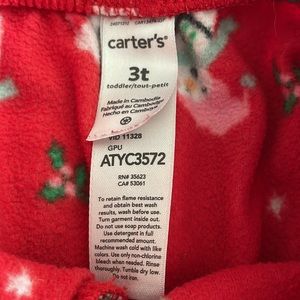 carter's®
3t
toddler/tout-petit
Made in Cambodia
Fabriqué au Cambodge
Hecho en Camboya
VID 11328
GPU
ATYC3572
RN# 35623
CA# 53061
To retain flame resistance
and obtain best wash
results, wash before use.
Turn garment inside out.
Do not use soap products.
Use detergent in full
recommended amount.
Machine wash cold with like
colors. Use only non-chlorine
bleach when needed. Rinse
thoroughly. Tumble dry low.
Do not iron.